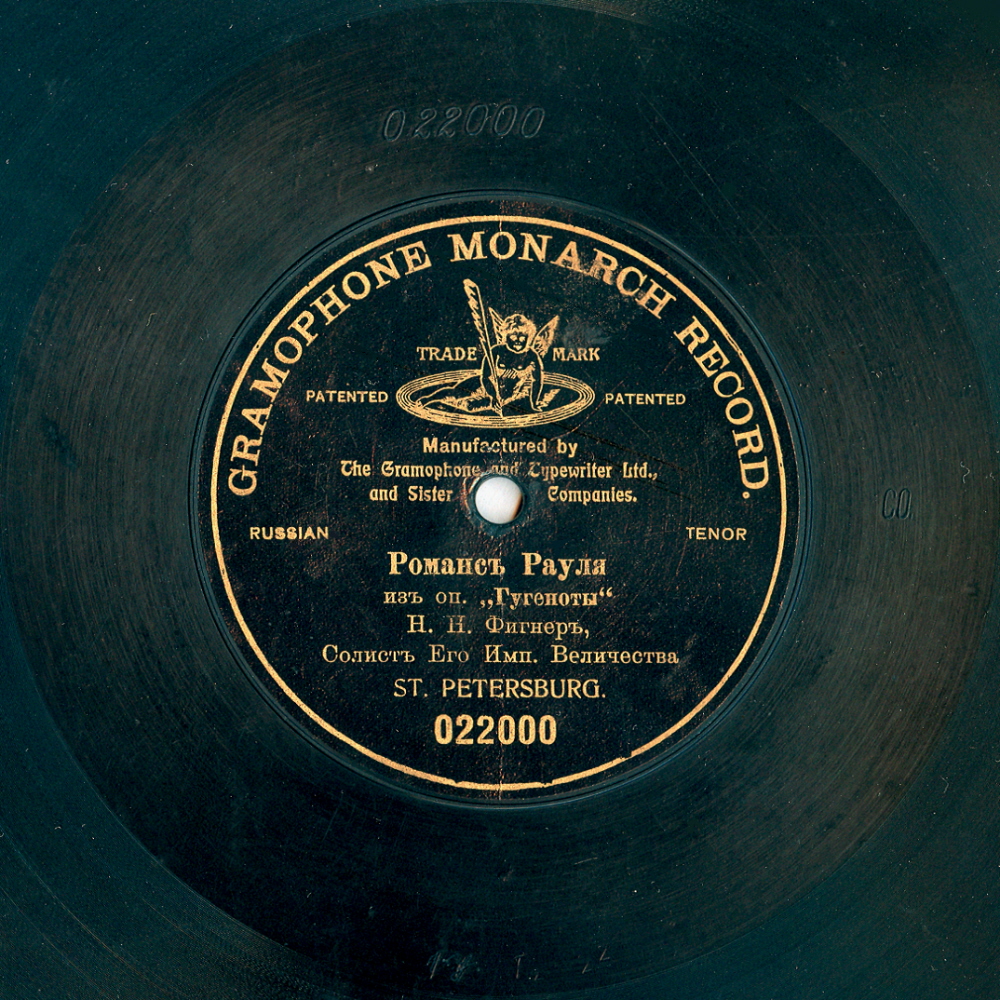 022000
GRAMOPHONE MONARCH RECORD.
TRADE MARK
PATENTED PATENTED
Manufactured by
The Gramophone and Typewriter Ltd.,
and Sister Companies.
CO.
RUSSIAN TENOR
Романсъ Рауля
изъ оп. „Гугеноты“
Н. Н. Фигнеръ,
Солистъ Его Имп. Величества
ST. PETERSBURG.
022000